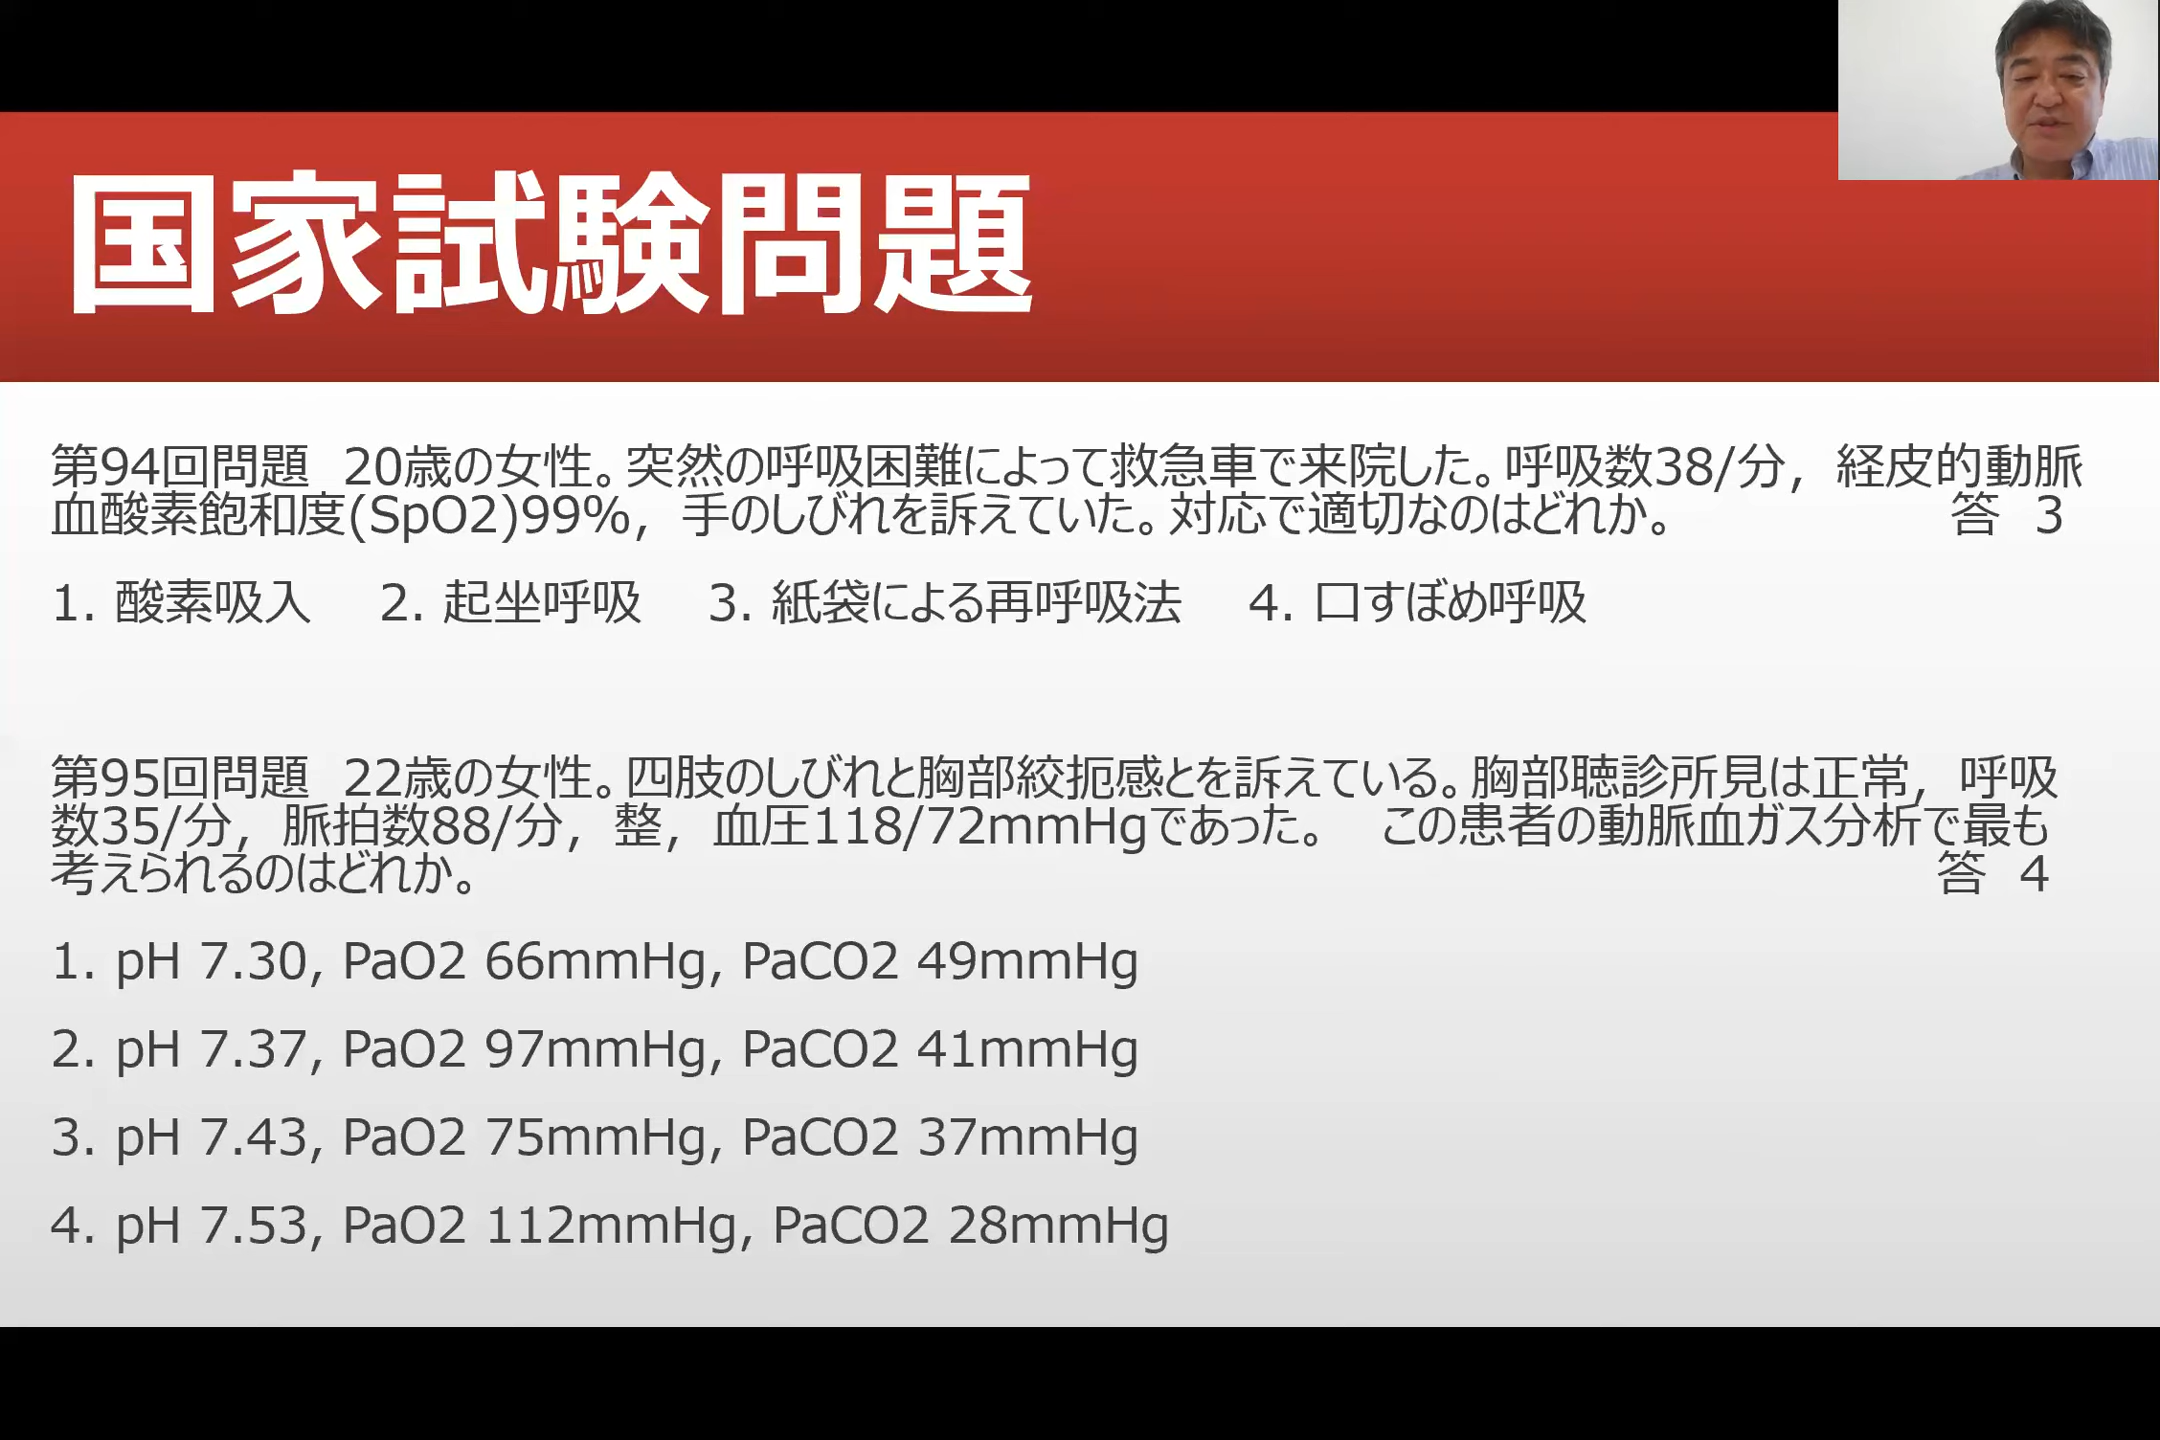 国家試験問題
第94回問題　20歳の女性。突然の呼吸困難によって救急車で来院した。呼吸数38/分，経皮的動脈
血酸素飽和度(SpO2)99%，手のしびれを訴えていた。対応で適切なのはどれか。　答　3
1. 酸素吸入　2. 起坐呼吸　3. 紙袋による再呼吸法　4. 口すぼめ呼吸
第95回問題　22歳の女性。四肢のしびれと胸部絞扼感とを訴えている。胸部聴診所見は正常，呼吸
数35/分，脈拍数88/分，整，血圧118/72mmHgであった。　この患者の動脈血ガス分析で最も
考えられるのはどれか。　答　4
1. pH 7.30, PaO2 66mmHg, PaCO2 49mmHg
2. pH 7.37, PaO2 97mmHg, PaCO2 41mmHg
3. pH 7.43, PaO2 75mmHg, PaCO2 37mmHg
4. pH 7.53, PaO2 112mmHg, PaCO2 28mmHg